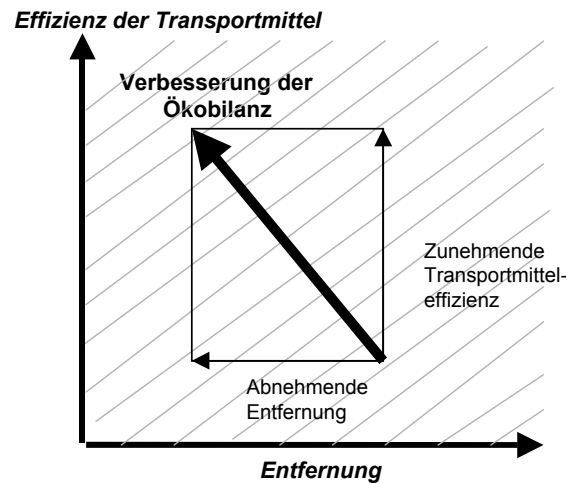 Effizienz der Transportmittel
Verbesserung der
Ökobilanz
Zunehmende
Transportmittel-
effizienz
Abnehmende
Entfernung
Entfernung